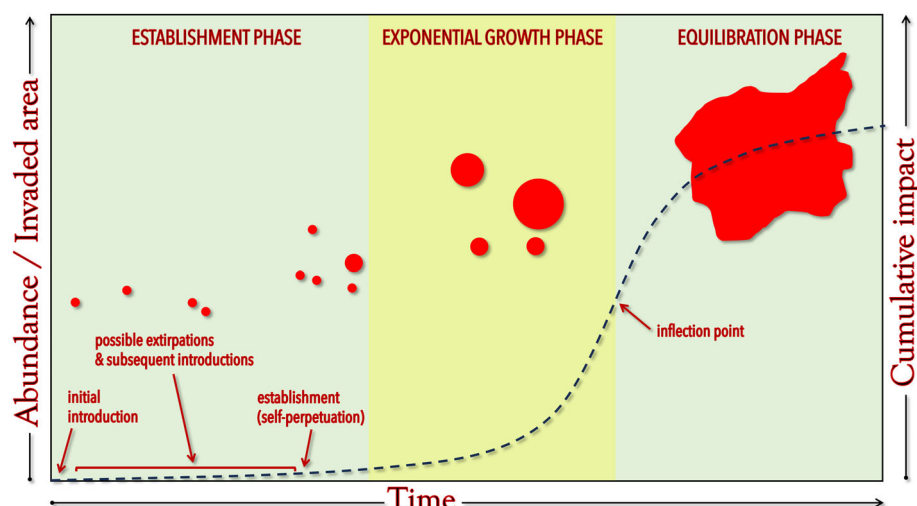 ESTABLISHMENT PHASE
EXPONENTIAL GROWTH PHASE
EQUILIBRATION PHASE
Abundance / Invaded area
Cumulative impact
possible extirpations
& subsequent introductions
initial
introduction
establishment
(self-perpetuation)
inflection point
Time